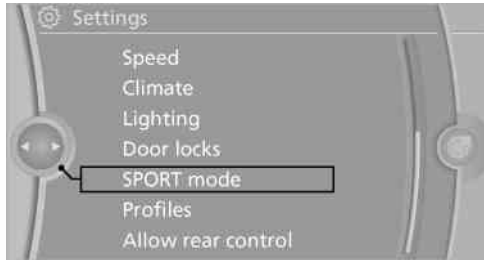 Settings
Speed
Climate
Lighting
Door locks
SPORT mode
Profiles
Allow rear control